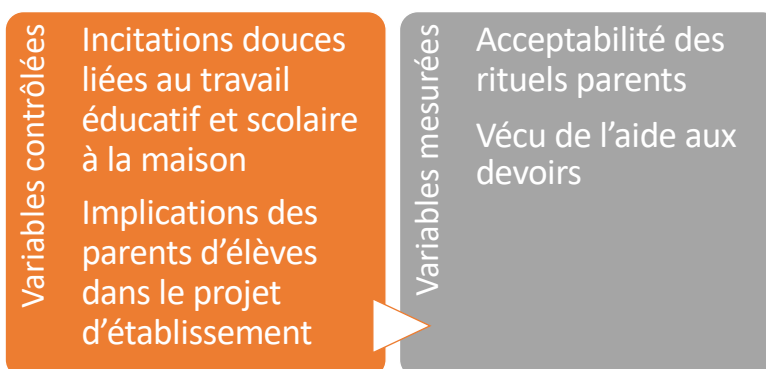 Variables contrôlées
Incitations douces
liées au travail
éducatif et scolaire
à la maison
Implications des
parents d’élèves
dans le projet
d’établissement
Variables mesurées
Acceptabilité des
rituels parents
Vécu de l’aide aux
devoirs